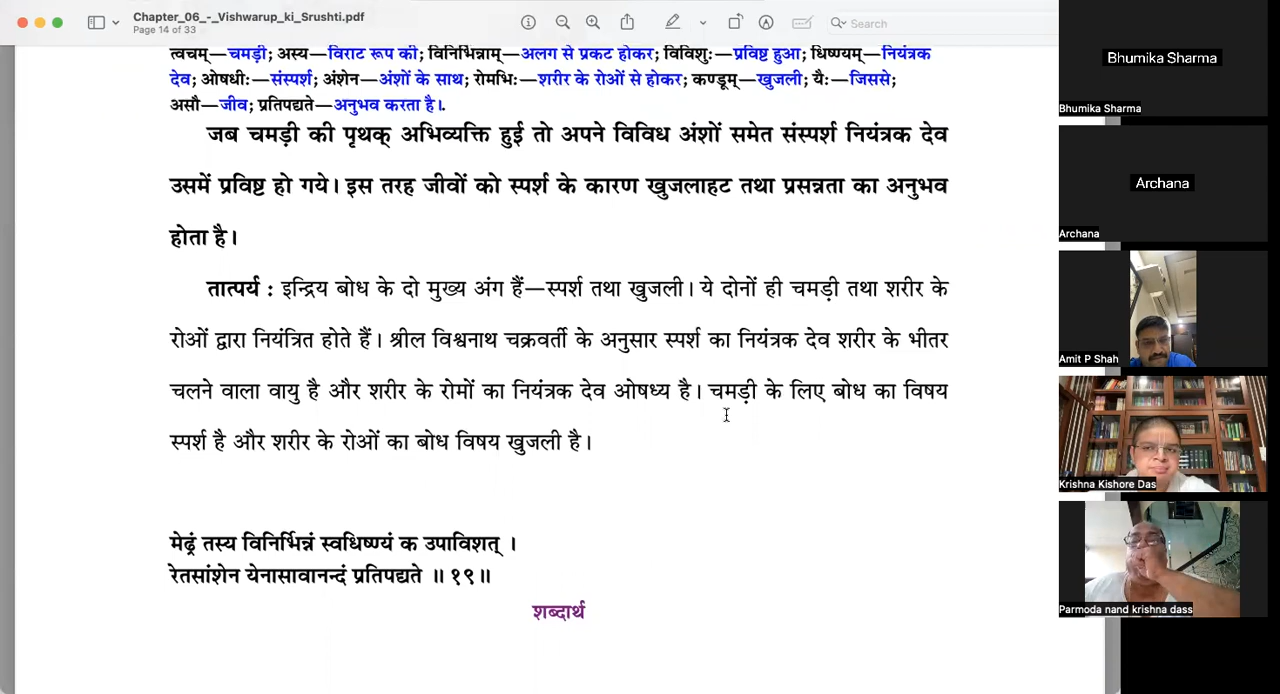 Chapter_06_-_Vishwarup_ki_Srushti.pdf
Page 14 of 33
Search
त्वचम्—चमड़ी; अस्य—विराट रूप की; विनिर्भिन्नाम्—अलग से प्रकट होकर; विविशुः—प्रविष्ट हुआ; धिष्ण्यम्—नियंत्रक
देव; ओषधीः—संस्पर्श; अंशेन—अंशों के साथ; रोमभिः—शरीर के रोओं से होकर; कण्डूम्—खुजली; यैः—जिससे;
असौ—जीव; प्रतिपद्यते—अनुभव करता है।.
जब चमड़ी की पृथक् अभिव्यक्ति हुई तो अपने विविध अंशों समेत संस्पर्श नियंत्रक देव
उसमें प्रविष्ट हो गये। इस तरह जीवों को स्पर्श के कारण खुजलाहट तथा प्रसन्नता का अनुभव
होता है।
तात्पर्य : इन्द्रिय बोध के दो मुख्य अंग हैं—स्पर्श तथा खुजली। ये दोनों ही चमड़ी तथा शरीर के
रोओं द्वारा नियंत्रित होते हैं। श्रील विश्वनाथ चक्रवर्ती के अनुसार स्पर्श का नियंत्रक देव शरीर के भीतर
चलने वाला वायु है और शरीर के रोमों का नियंत्रक देव ओषध्य है। चमड़ी के लिए बोध का विषय
स्पर्श है और शरीर के रोओं का बोध विषय खुजली है।
मेढ्रं तस्य विनिर्भिन्नं स्वधिष्ण्यं क उपाविशत् ।
रेतसांशेन येनासावानन्दं प्रतिपद्यते ॥ १९॥
शब्दार्थ
Bhumika Sharma
Bhumika Sharma
Archana
Archana
Amit P Shah
Krishna Kishore Das
Parmoda nand krishna dass